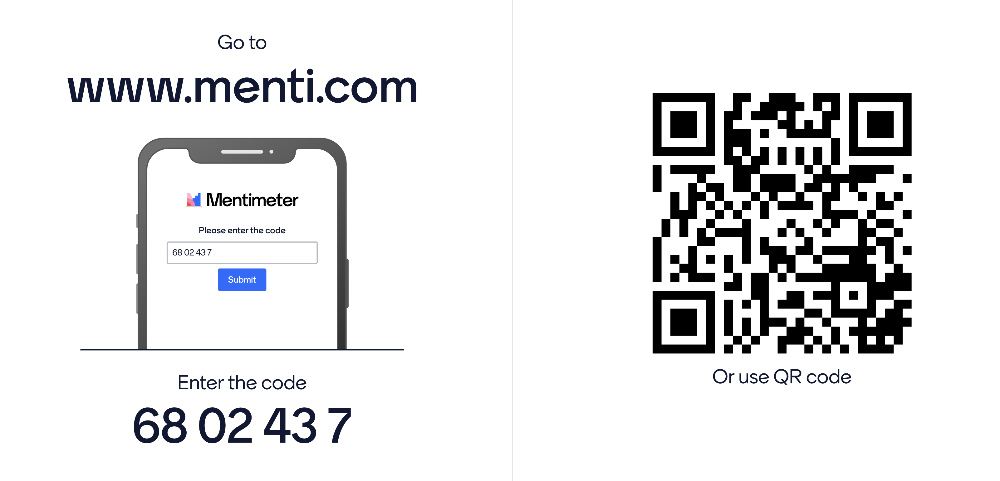 Go to
www.menti.com
Mentimeter
Please enter the code
68 02 43 7
Submit
Enter the code
68 02 43 7
Or use QR code